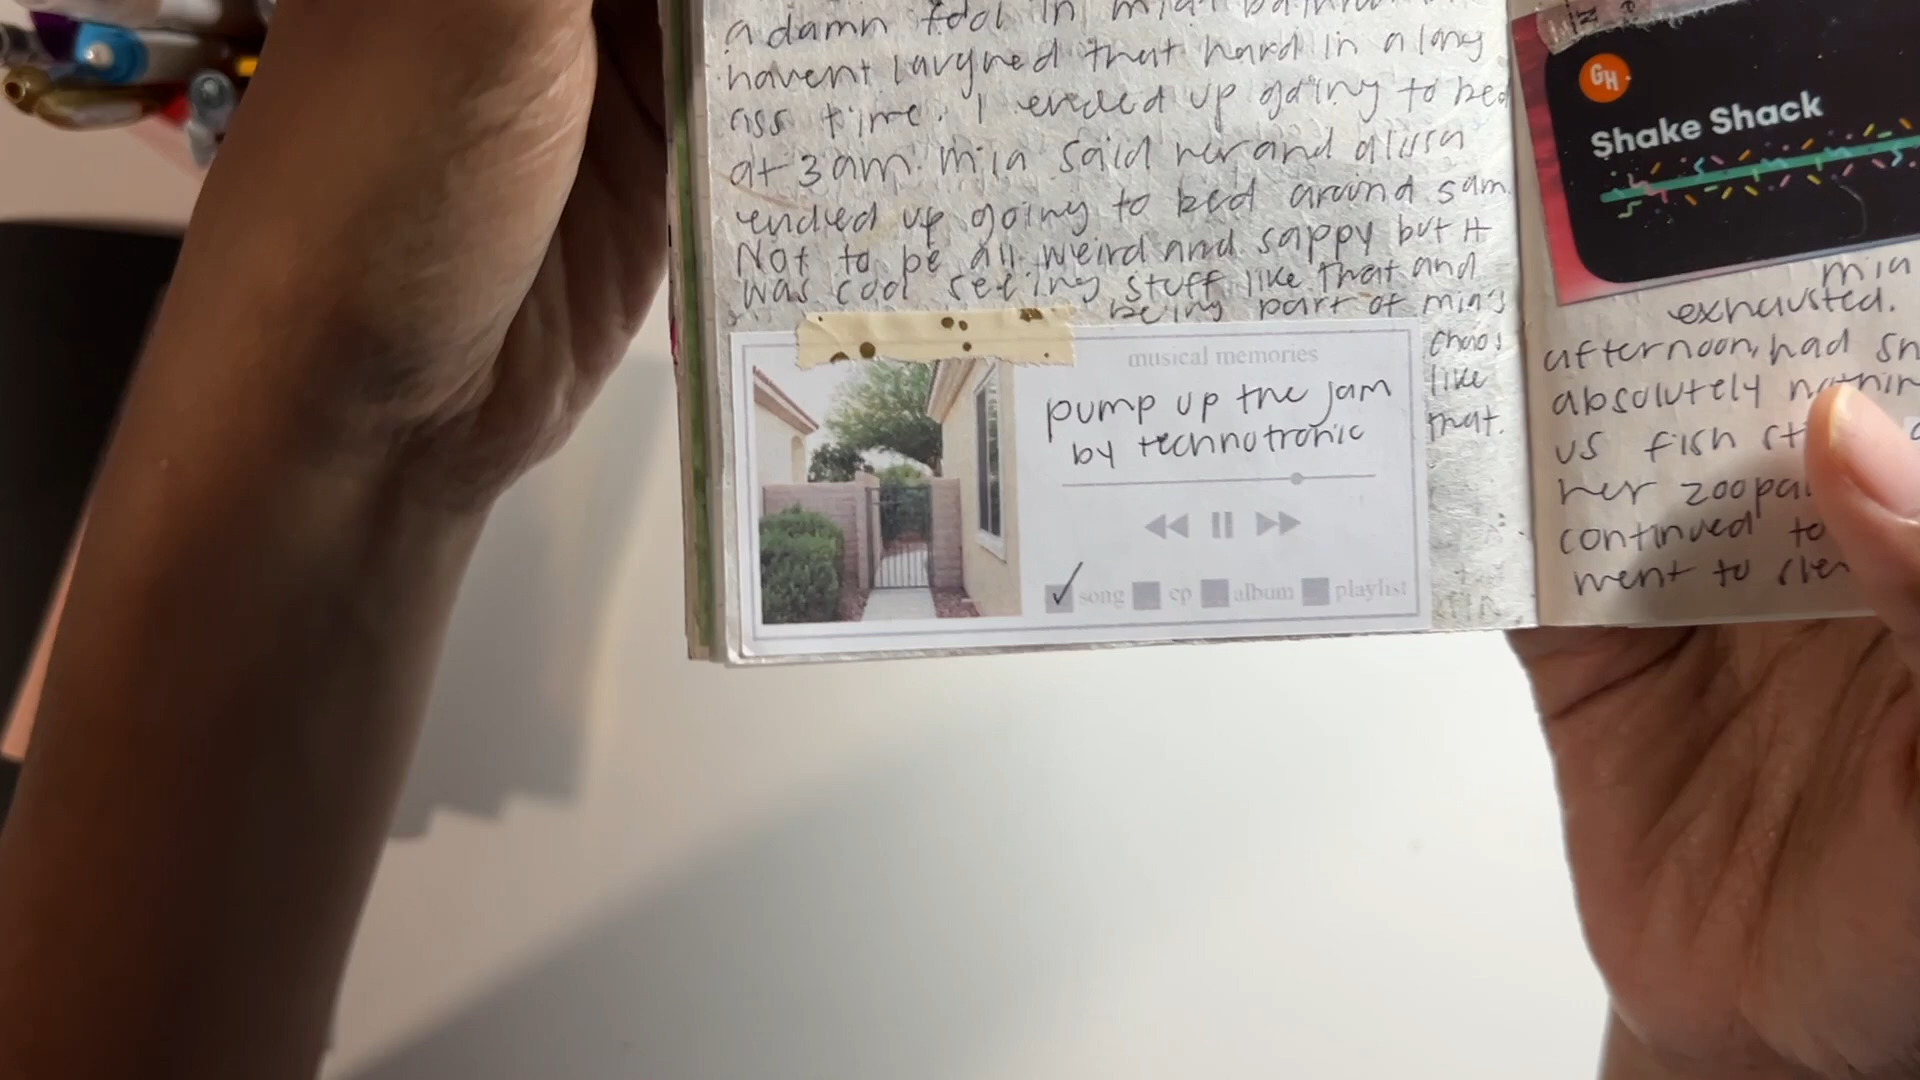 a damn fool in mias
havent laughed that hard in a long
ass time. I ended up going to bed
at 3am. mia said her and alissa
ended up going to bed around 5am.
Not to be all weird and sappy but it
was cool seeing stuff like that and
being part of mia's
chaos
like
that.
musical memories
pump up the jam
by technotronic
song ep album playlist
GH
Shake Shack
mia
exhausted.
afternoon, had
absolutely
us fish
her
continued to
ment to